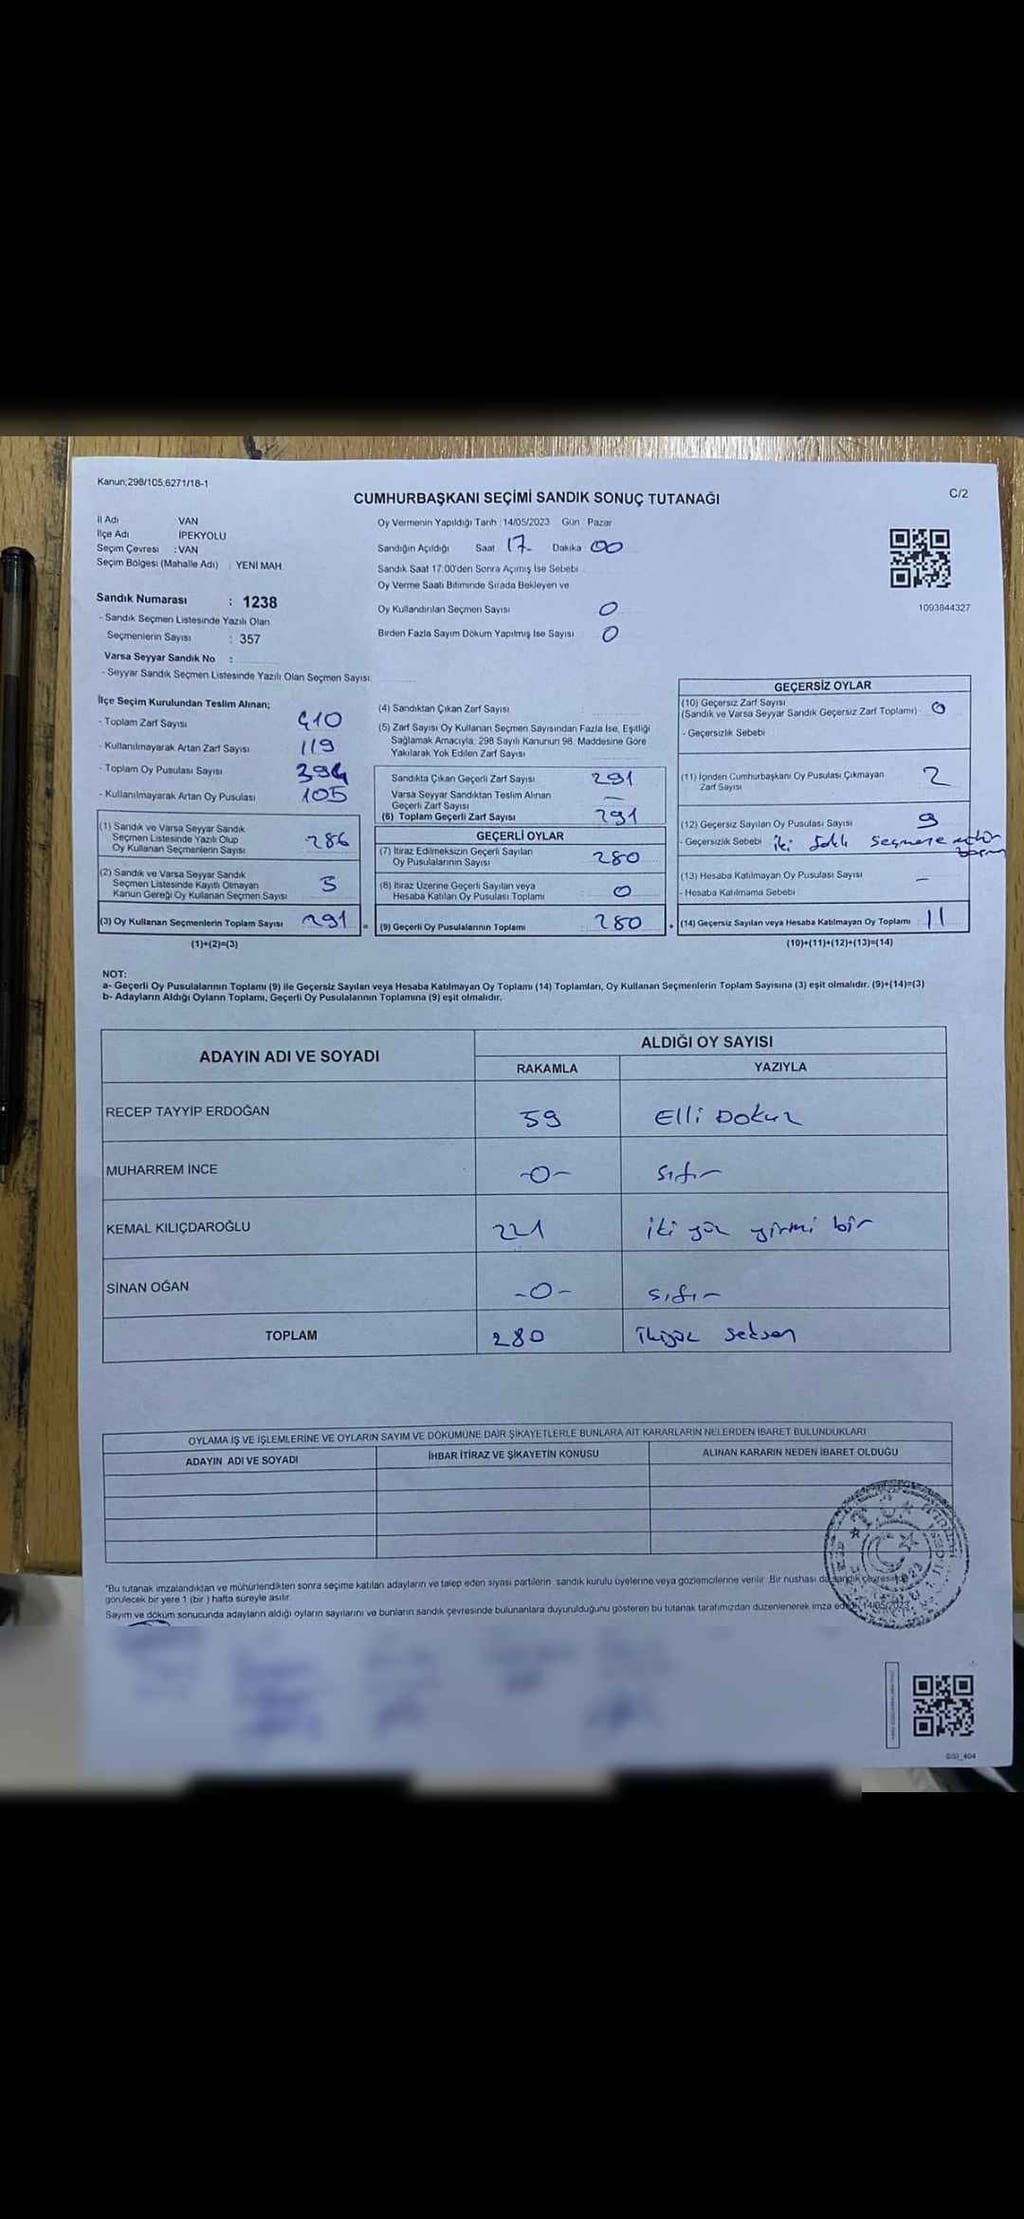 Kanun;298/105,6271/18-1
CUMHURBAŞKANI SEÇİMİ SANDIK SONUÇ TUTANAĞI
C/2
İl Adı VAN
İlçe Adı İPEKYOLU
Seçim Çevresi : VAN
Seçim Bölgesi (Mahalle Adı) : YENİ MAH
Sandık Numarası : 1238
- Sandık Seçmen Listesinde Yazılı Olan
Seçmenlerin Sayısı : 357
Varsa Seyyar Sandık No :
- Seyyar Sandık Seçmen Listesinde Yazılı Olan Seçmen Sayısı
Oy Vermenin Yapıldığı Tarih 14/05/2023 Gün Pazar
Sandığın Açıldığı Saat 17 Dakika 00
Sandık Saat 17:00'den Sonra Açılmış İse Sebebi
Oy Verme Saati Bitiminde Sırada Bekleyen ve
Oy Kullandırılan Seçmen Sayısı 0
Birden Fazla Sayım Döküm Yapılmış İse Sayısı 0
1093844327
İlçe Seçim Kurulundan Teslim Alınan;
- Toplam Zarf Sayısı 410
- Kullanılmayarak Artan Zarf Sayısı 119
- Toplam Oy Pusulası Sayısı 394
- Kullanılmayarak Artan Oy Pusulası 105
(1) Sandık ve Varsa Seyyar Sandık
Seçmen Listesinde Yazılı Olup
Oy Kullanan Seçmenlerin Sayısı 286
(2) Sandık ve Varsa Seyyar Sandık
Seçmen Listesinde Kayıtlı Olmayan
Kanun Gereği Oy Kullanan Seçmen Sayısı 5
(3) Oy Kullanan Seçmenlerin Toplam Sayısı 291
(1)+(2)=(3)
(4) Sandıktan Çıkan Zarf Sayısı
(5) Zarf Sayısı Oy Kullanan Seçmen Sayısından Fazla İse, Eşitliği
Sağlamak Amacıyla, 298 Sayılı Kanunun 98. Maddesine Göre
Yakılarak Yok Edilen Zarf Sayısı
Sandıkta Çıkan Geçerli Zarf Sayısı 291
Varsa Seyyar Sandıktan Teslim Alınan
Geçerli Zarf Sayısı —
(6) Toplam Geçerli Zarf Sayısı 291
GEÇERLİ OYLAR
(7) İtiraz Edilmeksizin Geçerli Sayılan
Oy Pusulalarının Sayısı 280
(8) İtiraz Üzerine Geçerli Sayılan veya
Hesaba Katılan Oy Pusulası Toplamı 0
(9) Geçerli Oy Pusulalarının Toplamı 280
GEÇERSİZ OYLAR
(10) Geçersiz Zarf Sayısı
(Sandık ve Varsa Seyyar Sandık Geçersiz Zarf Toplamı) 0
- Geçersizlik Sebebi
(11) İçinden Cumhurbaşkanı Oy Pusulası Çıkmayan
Zarf Sayısı 2
(12) Geçersiz Sayılan Oy Pusulası Sayısı 9
- Geçersizlik Sebebi iki farklı seçmene
(13) Hesaba Katılmayan Oy Pusulası Sayısı —
- Hesaba Katılmama Sebebi
(14) Geçersiz Sayılan veya Hesaba Katılmayan Oy Toplamı 11
(10)+(11)+(12)+(13)=(14)
NOT:
a- Geçerli Oy Pusulalarının Toplamı (9) ile Geçersiz Sayılan veya Hesaba Katılmayan Oy Toplamı (14) Toplamları, Oy Kullanan Seçmenlerin Toplam Sayısına (3) eşit olmalıdır. (9)+(14)=(3)
b- Adayların Aldığı Oyların Toplamı, Geçerli Oy Pusulalarının Toplamına (9) eşit olmalıdır.
ADAYIN ADI VE SOYADI ALDIĞI OY SAYISI
RAKAMLA YAZIYLA
RECEP TAYYİP ERDOĞAN 59 Elli Dokuz
MUHARREM İNCE -0- sıfır
KEMAL KILIÇDAROĞLU 221 iki yüz yirmi bir
SİNAN OĞAN -0- sıfır
TOPLAM 280 İkiyüz seksen
OYLAMA İŞ VE İŞLEMLERİNE VE OYLARIN SAYIM VE DÖKÜMÜNE DAİR ŞİKAYETLERLE BUNLARA AİT KARARLARIN NELERDEN İBARET BULUNDUKLARI
ADAYIN ADI VE SOYADI İHBAR İTİRAZ VE ŞİKAYETİN KONUSU ALINAN KARARIN NEDEN İBARET OLDUĞU
*Bu tutanak imzalandıktan ve mühürlendikten sonra seçime katılan adayların ve talep eden siyasi partilerin sandık kurulu üyelerine veya gözlemcilerine verilir. Bir nüshası da sandık çevresinde
görülecek bir yere 1 (bir) hafta süreyle asılır.
Sayım ve döküm sonucunda adayların aldığı oyların sayılarını ve bunların sandık çevresinde bulunanlara duyurulduğunu gösteren bu tutanak tarafımızdan düzenlenerek imza edildi. 14/05/2023